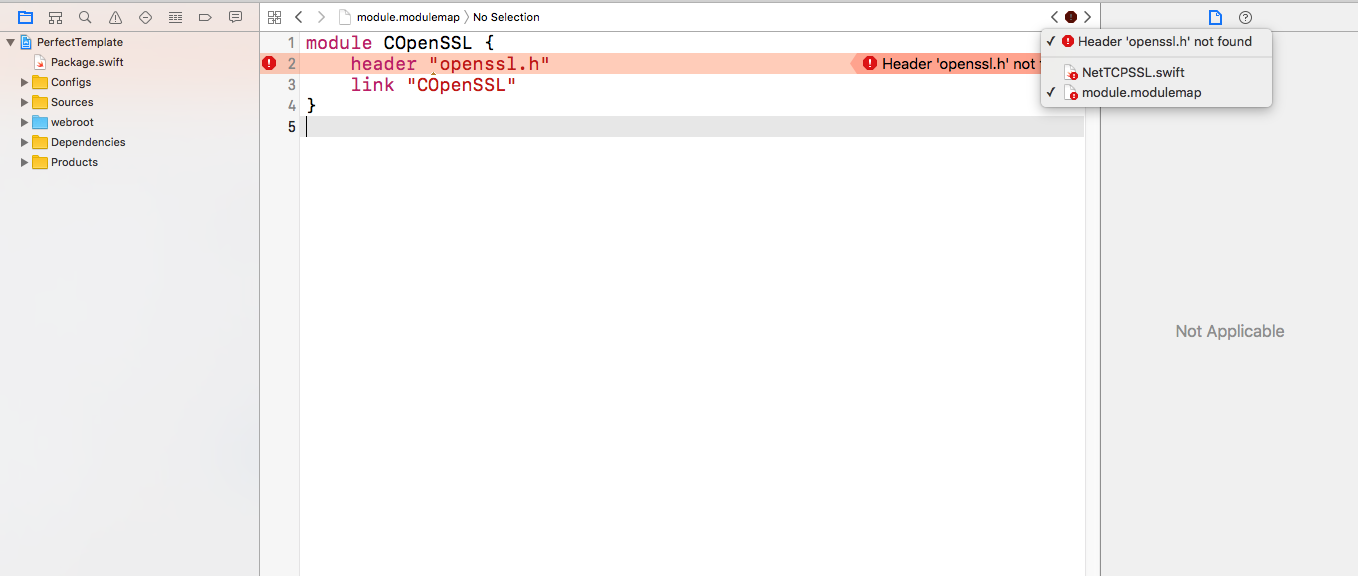 module.modulemap No Selection
PerfectTemplate
Package.swift
Configs
Sources
webroot
Dependencies
Products
1 module COpenSSL {
2 header "openssl.h"
Header 'openssl.h' not
3 link "COpenSSL"
4 }
5
Header 'openssl.h' not found
NetTCPSSL.swift
module.modulemap
Not Applicable